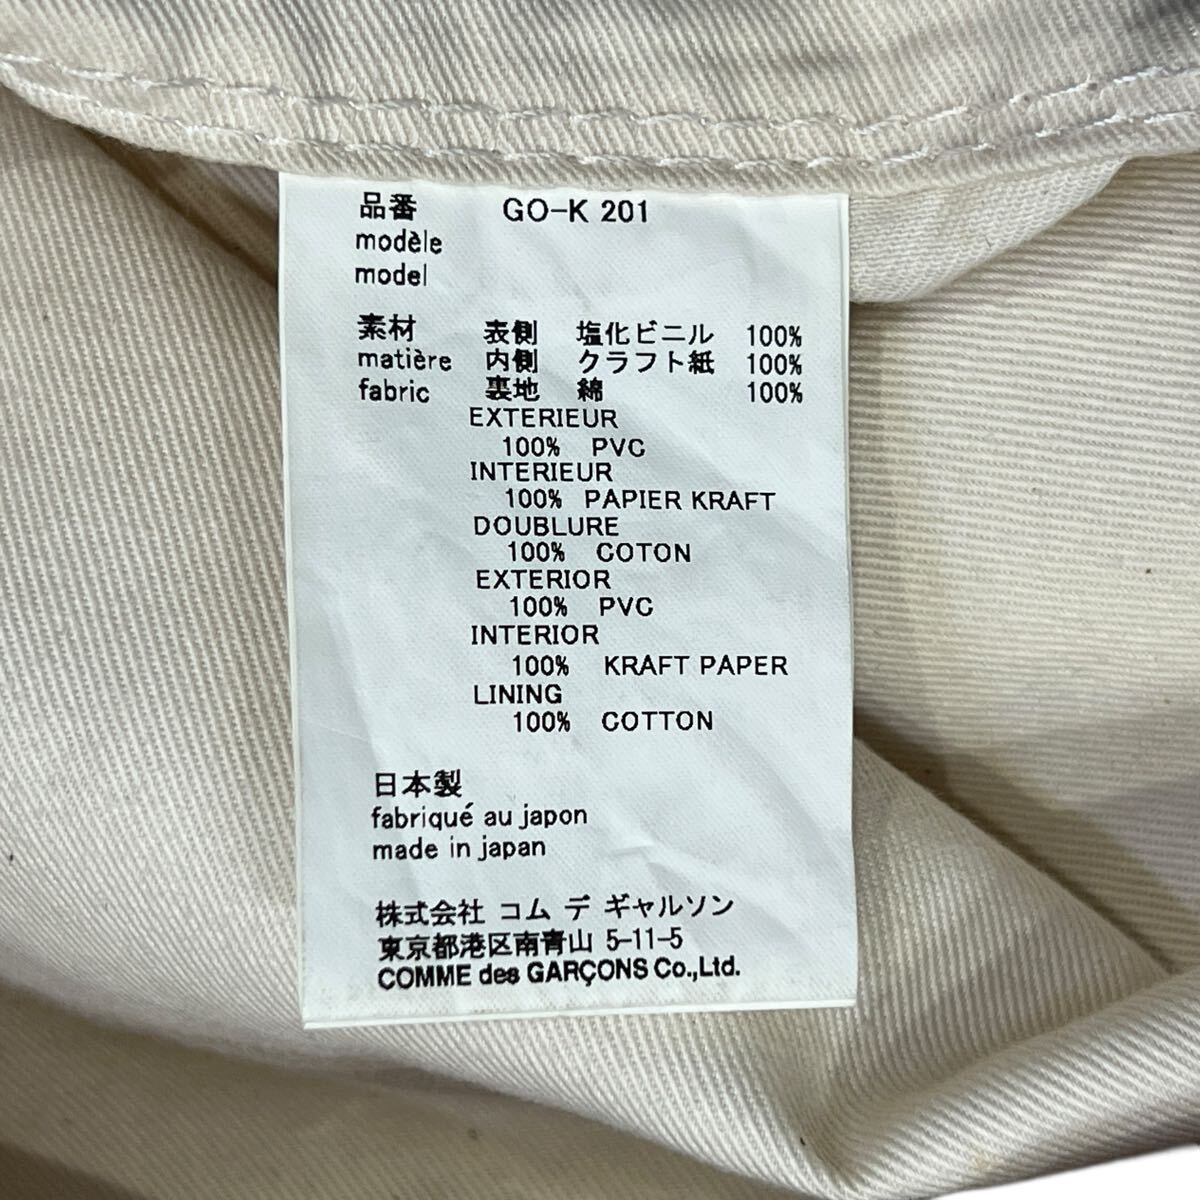 品番 GO-K 201
modèle
model
素材 表側 塩化ビニル 100%
matière 内側 クラフト紙 100%
fabric 裏地 綿 100%
EXTERIEUR
100% PVC
INTERIEUR
100% PAPIER KRAFT
DOUBLURE
100% COTON
EXTERIOR
100% PVC
INTERIOR
100% KRAFT PAPER
LINING
100% COTTON
日本製
fabriqué au japon
made in japan
株式会社 コム デ ギャルソン
東京都港区南青山 5-11-5
COMME des GARÇONS Co.,Ltd.